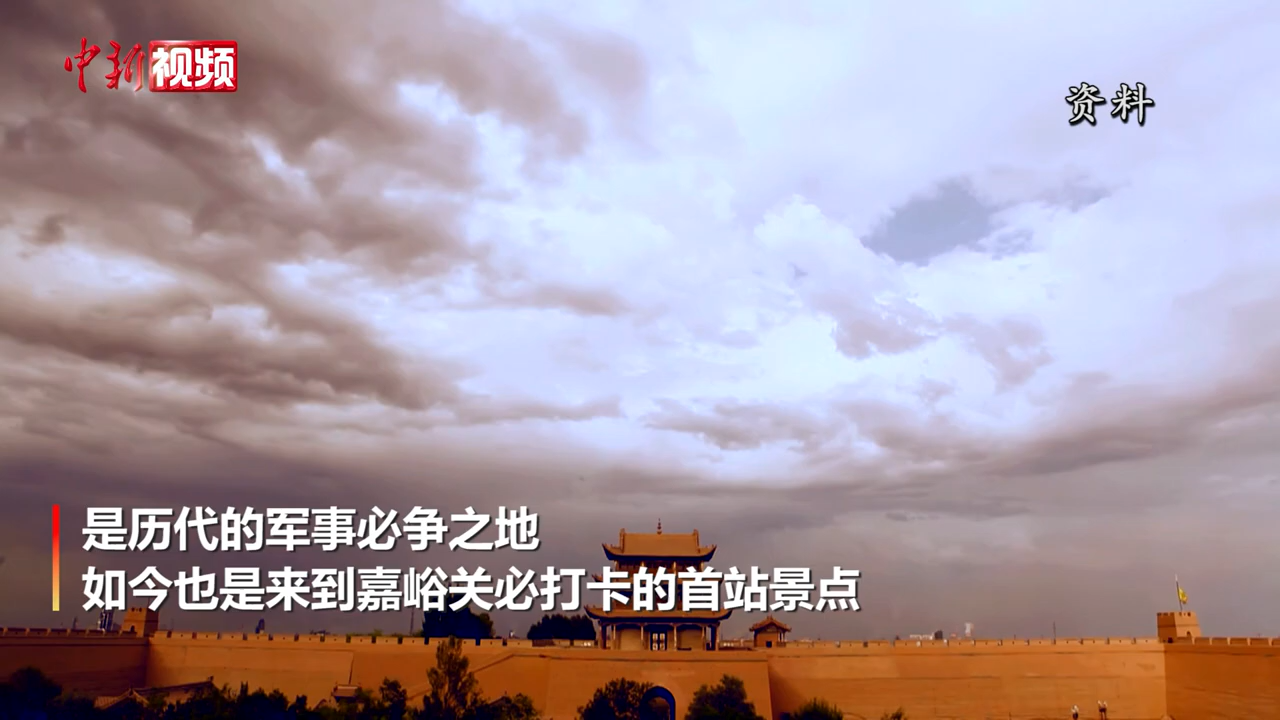 中新视频
资料
是历代的军事必争之地
如今也是来到嘉峪关必打卡的首站景点